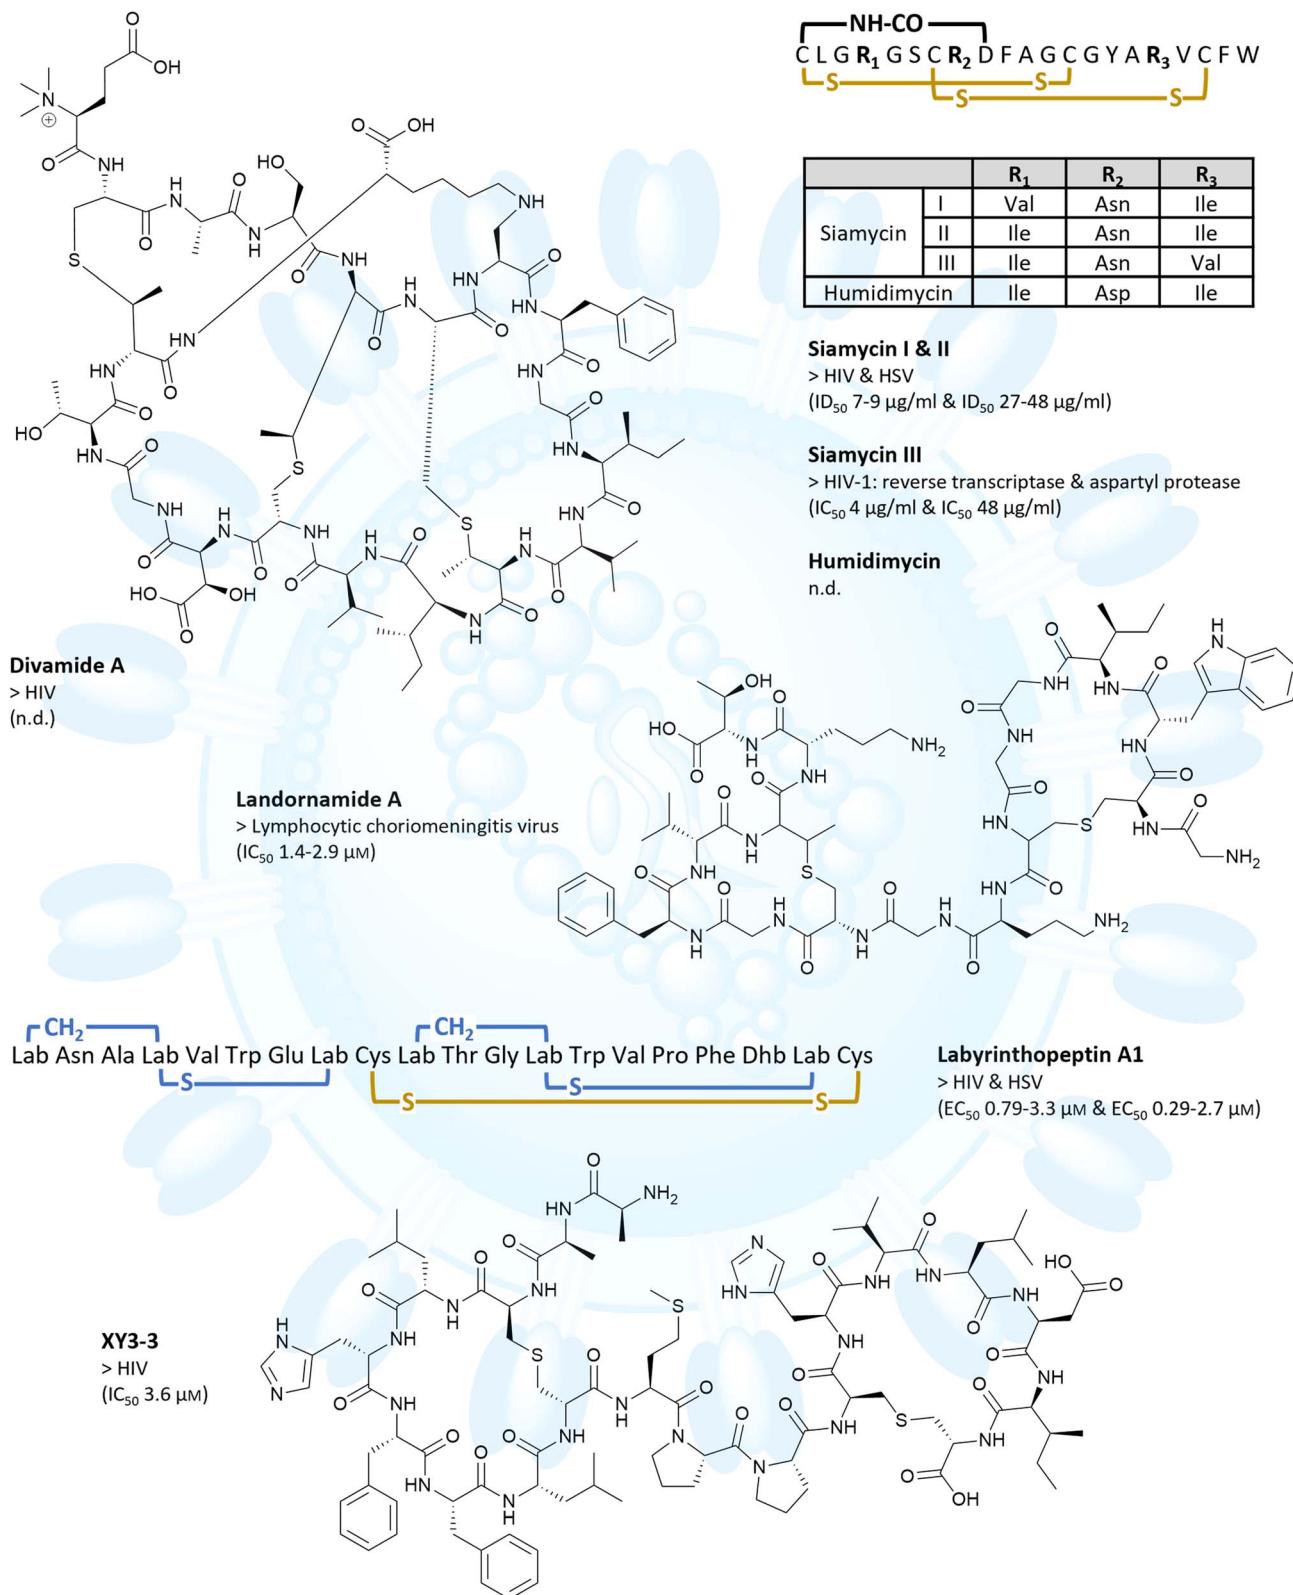 NH-CO
C L G R1 G S C R2 D F A G C G Y A R3 V C F W
S S
S S
R1 R2 R3
Siamycin I Val Asn Ile
II Ile Asn Ile
III Ile Asn Val
Humidimycin Ile Asp Ile
Siamycin I & II
> HIV & HSV
(ID50 7-9 µg/ml & ID50 27-48 µg/ml)
Siamycin III
> HIV-1: reverse transcriptase & aspartyl protease
(IC50 4 µg/ml & IC50 48 µg/ml)
Humidimycin
n.d.
Divamide A
> HIV
(n.d.)
Landornamide A
> Lymphocytic choriomeningitis virus
(IC50 1.4-2.9 µM)
CH2 CH2
Lab Asn Ala Lab Val Trp Glu Lab Cys Lab Thr Gly Lab Trp Val Pro Phe Dhb Lab Cys
S S
S S
Labyrinthopeptin A1
> HIV & HSV
(EC50 0.79-3.3 µM & EC50 0.29-2.7 µM)
XY3-3
> HIV
(IC50 3.6 µM)